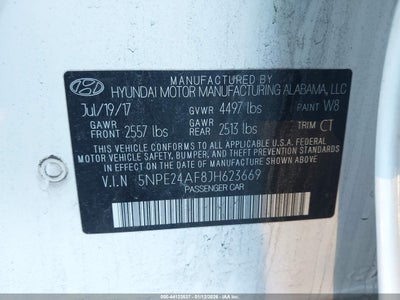 HYUNDAI MOTOR MANUFACTURING ALABAMA, LLC
Jul/19/17 GVWR 4497 lbs PAINT W8
GAWR FRONT 2557 lbs GAWR REAR 2513 lbs TRIM CT
THIS VEHICLE CONFORMS TO ALL APPLICABLE U.S.A. FEDERAL
MOTOR VEHICLE SAFETY, BUMPER, AND THEFT PREVENTION STANDARDS
IN EFFECT ON THE DATE OF MANUFACTURE SHOWN ABOVE.
V.I.N 5NPE24AF8JH623669
PASSENGER CAR